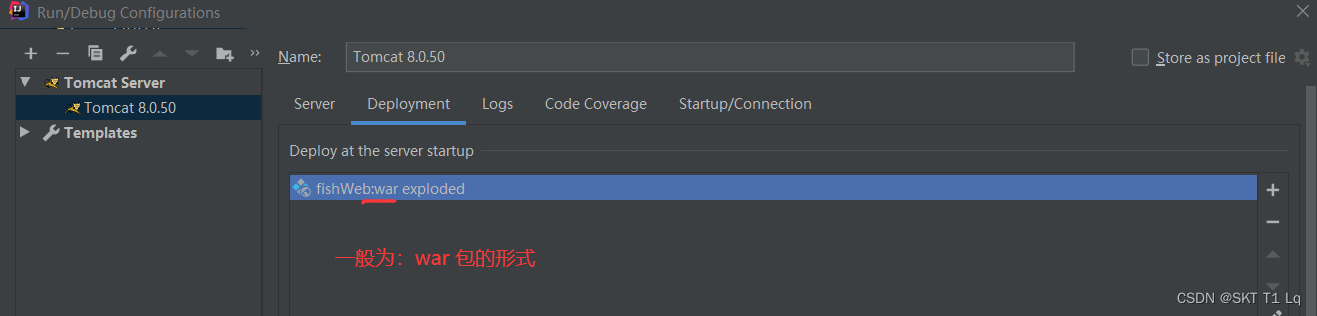 Run/Debug Configurations
Name: Tomcat 8.0.50 Store as project file
Tomcat Server
Tomcat 8.0.50
Templates
Server Deployment Logs Code Coverage Startup/Connection
Deploy at the server startup
fishWeb:war exploded
一般为：war 包的形式
CSDN @SKT T1 Lq